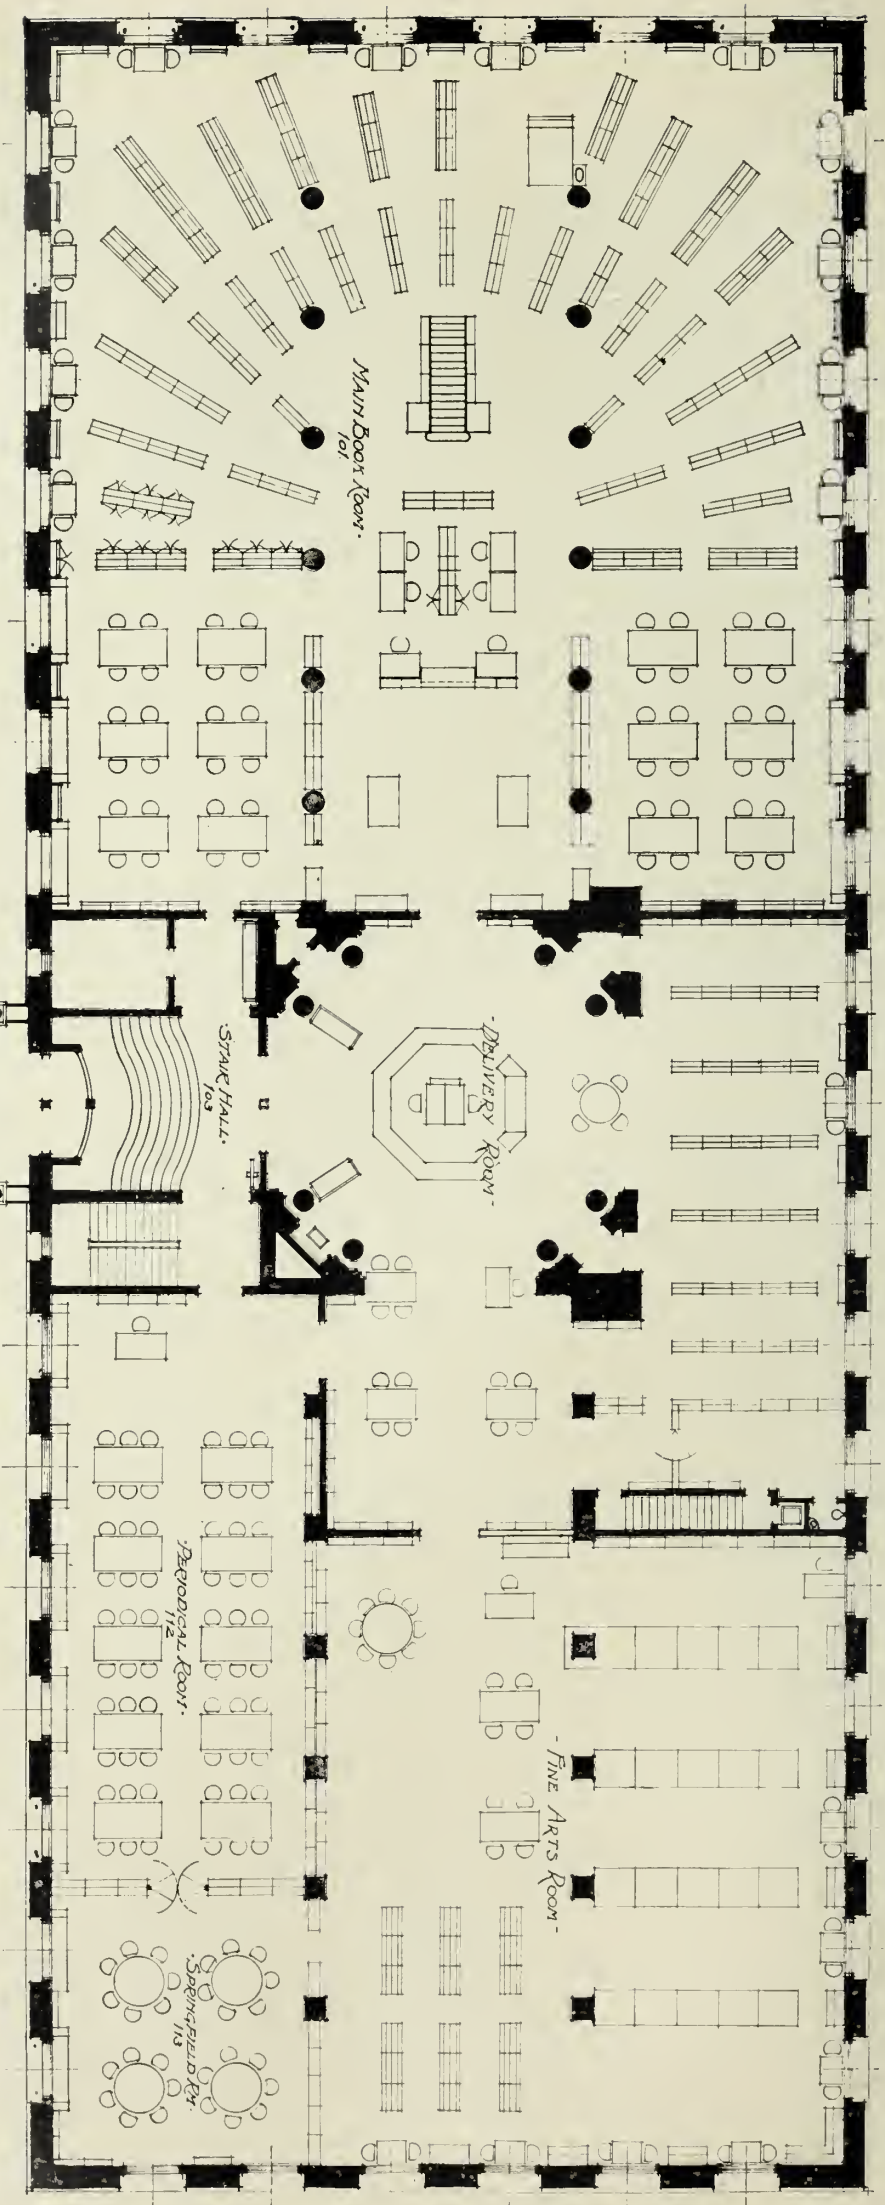 MAIN BOOK ROOM·
101.
·STAIR HALL·
103
-DELIVERY ROOM-
·PERIODICAL ROOM·
112
-FINE ARTS ROOM-
·SPRINGFIELD RM·
113